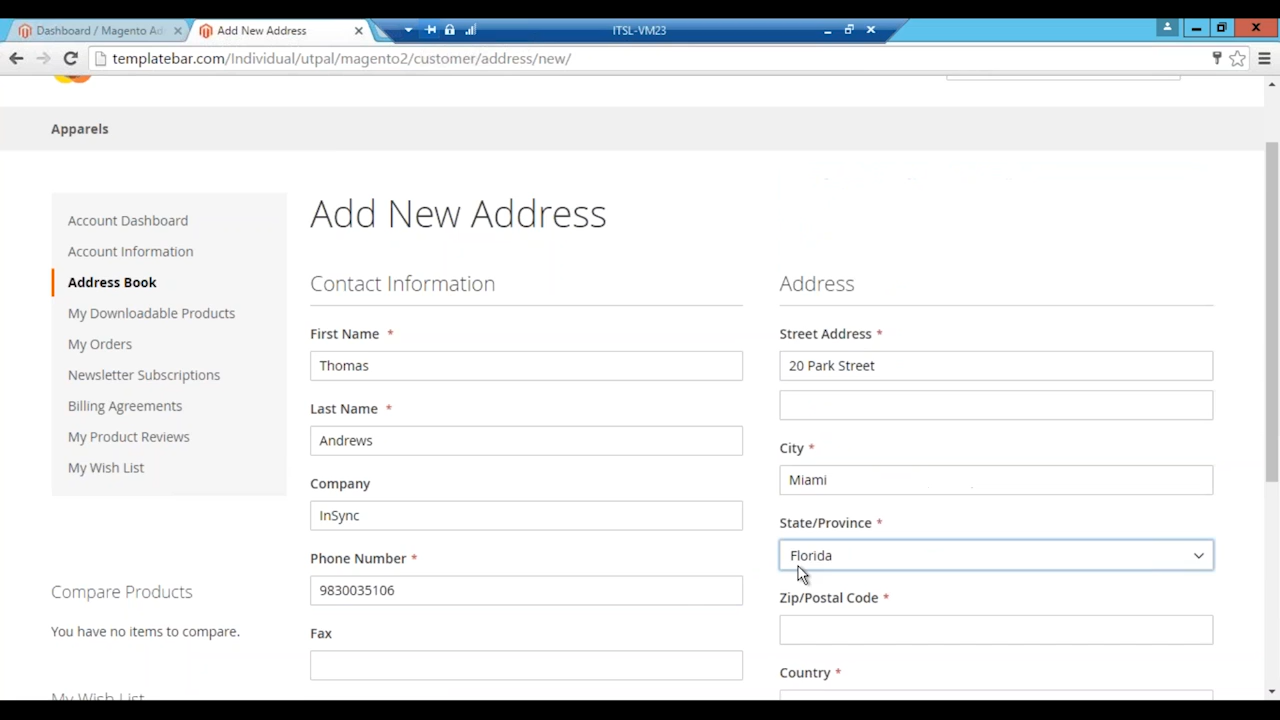 Dashboard / Magento Ad
Add New Address
ITSL-VM23
templatebar.com/Individual/utpal/magento2/customer/address/new/
Apparels
Account Dashboard
Account Information
Address Book
My Downloadable Products
My Orders
Newsletter Subscriptions
Billing Agreements
My Product Reviews
My Wish List
Compare Products
You have no items to compare.
My Wish List
Add New Address
Contact Information
First Name *
Thomas
Last Name *
Andrews
Company
InSync
Phone Number *
9830035106
Fax
Address
Street Address *
20 Park Street
City *
Miami
State/Province *
Florida
Zip/Postal Code *
Country *